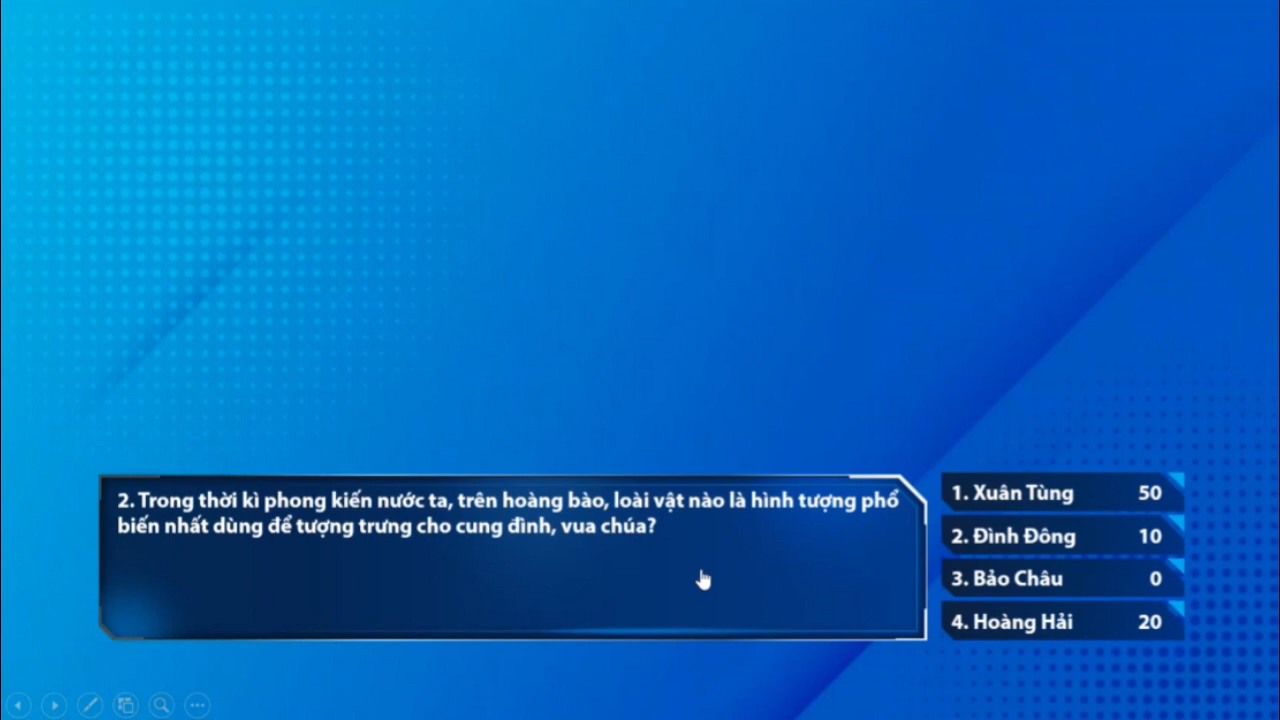 2. Trong thời kì phong kiến nước ta, trên hoàng bào, loài vật nào là hình tượng phổ
biến nhất dùng để tượng trưng cho cung đình, vua chúa?
1. Xuân Tùng 50
2. Đình Đông 10
3. Bảo Châu 0
4. Hoàng Hải 20